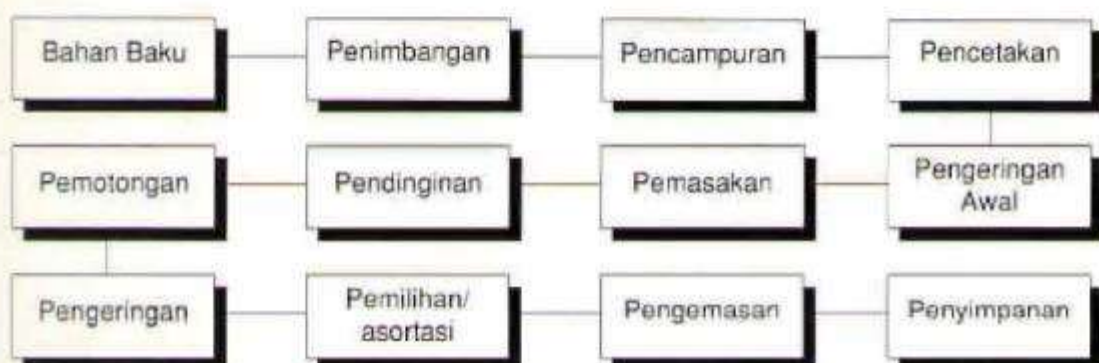 Bahan Baku
Penimbangan
Pencampuran
Pencetakan
Pemotongan
Pendinginan
Pemasakan
Pengeringan
Awal
Pengeringan
Pemilihan/
asortasi
Pengemasan
Penyimpanan